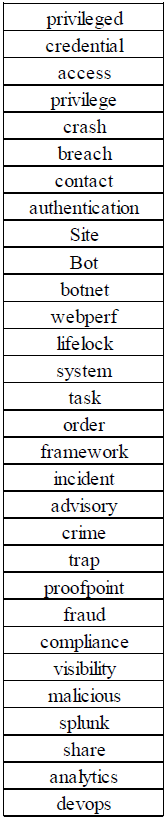 privileged
credential
access
privilege
crash
breach
contact
authentication
Site
Bot
botnet
webperf
lifelock
system
task
order
framework
incident
advisory
crime
trap
proofpoint
fraud
compliance
visibility
malicious
splunk
share
analytics
devops